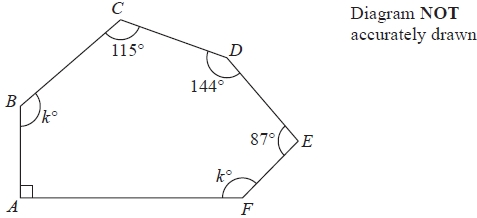 C
Diagram NOT
accurately drawn
115°
D
144°
B
k°
87°
E
k°
A
F